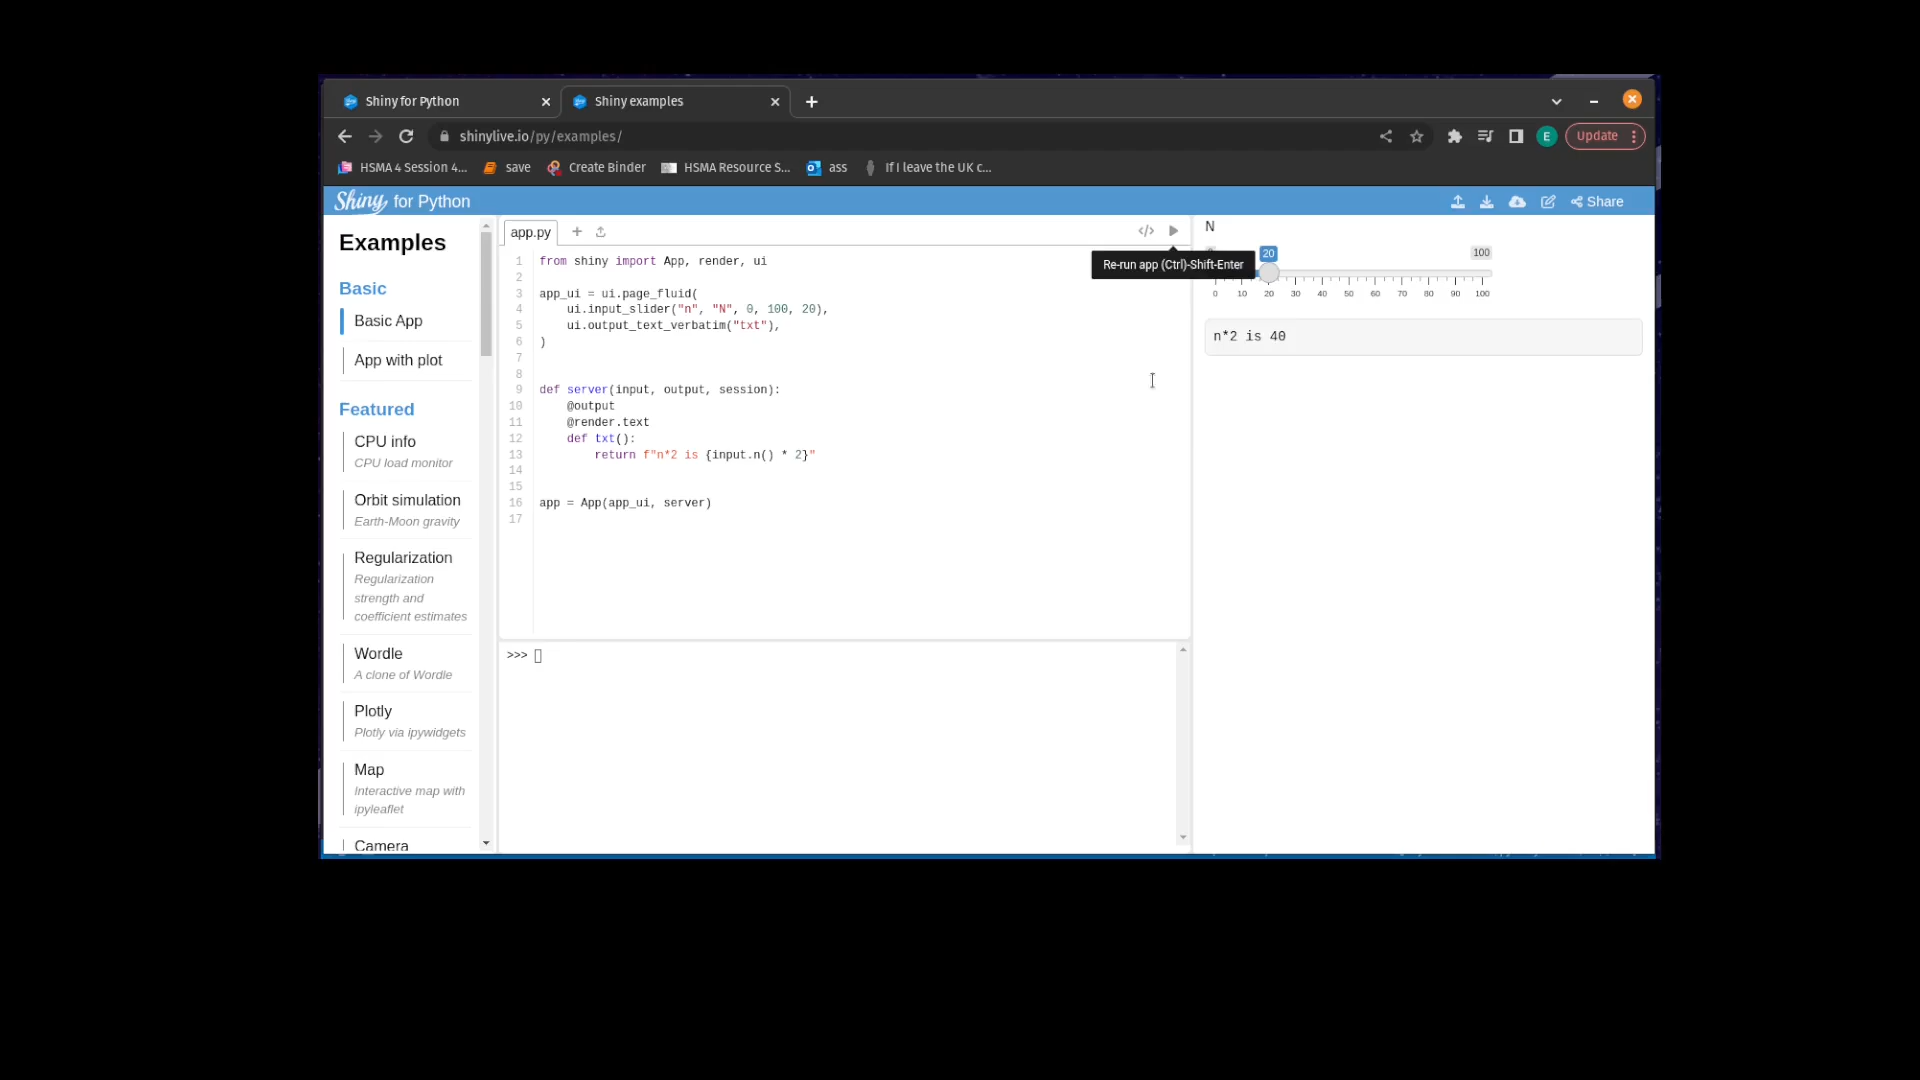 Shiny for Python
Shiny examples
shinylive.io/py/examples/
E
Update
HSMA 4 Session 4...
save
Create Binder
HSMA Resource S...
ass
If I leave the UK c...
Shiny for Python
Share
Examples
Basic
Basic App
App with plot
Featured
CPU info
CPU load monitor
Orbit simulation
Earth-Moon gravity
Regularization
Regularization
strength and
coefficient estimates
Wordle
A clone of Wordle
Plotly
Plotly via ipywidgets
Map
Interactive map with
ipyleaflet
Camera
app.py
Re-run app (Ctrl)-Shift-Enter
1 from shiny import App, render, ui
2
3 app_ui = ui.page_fluid(
4     ui.input_slider("n", "N", 0, 100, 20),
5     ui.output_text_verbatim("txt"),
6 )
7
8
9 def server(input, output, session):
10     @output
11     @render.text
12     def txt():
13         return f"n*2 is {input.n() * 2}"
14
15
16 app = App(app_ui, server)
17
>>>
N
20 100
0 10 20 30 40 50 60 70 80 90 100
n*2 is 40